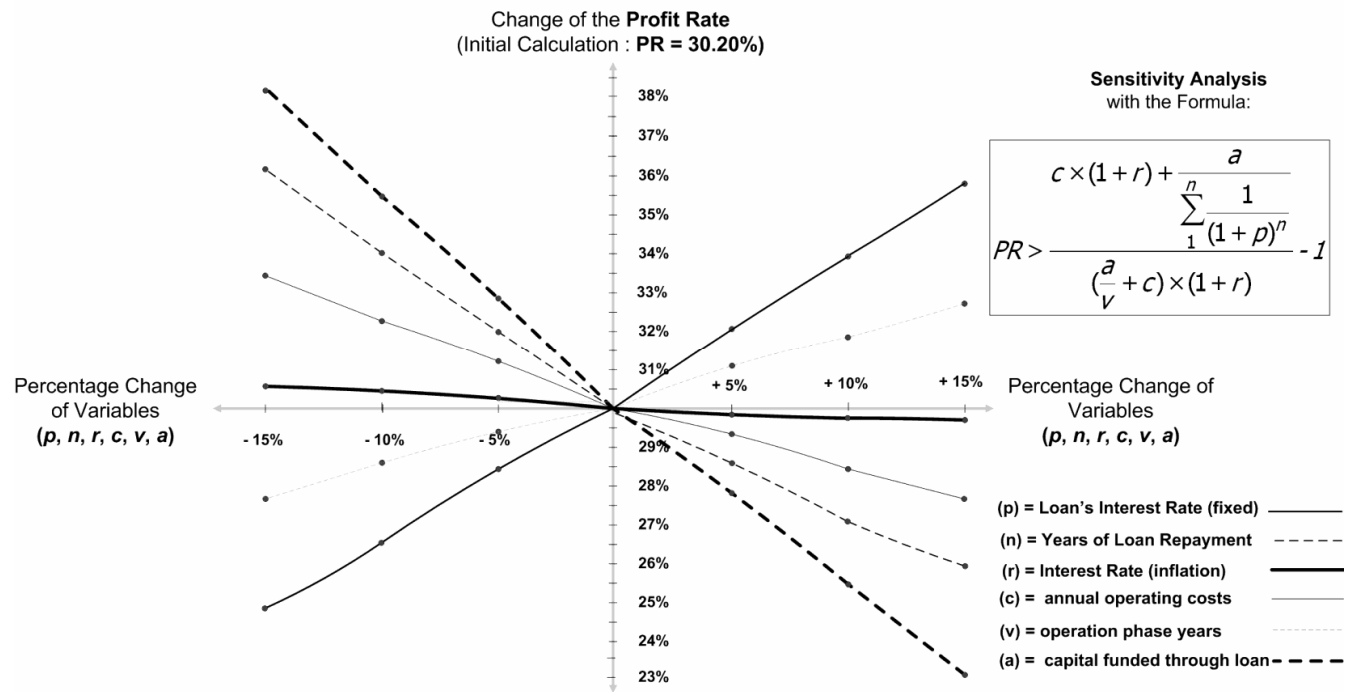 Change of the Profit Rate
(Initial Calculation : PR = 30.20%)
38%
37%
36%
35%
34%
33%
32%
31%
29%
28%
27%
26%
25%
24%
23%
- 15%
- 10%
- 5%
+ 5%
+ 10%
+ 15%
Percentage Change
of Variables
(p, n, r, c, v, a)
Percentage Change of
Variables
(p, n, r, c, v, a)
Sensitivity Analysis
with the Formula:
PR > (c × (1 + r) + a / (∑ 1 n 1 / (1 + p)^n)) / ((a / v + c) × (1 + r)) - 1
(p) = Loan's Interest Rate (fixed)
(n) = Years of Loan Repayment
(r) = Interest Rate (inflation)
(c) = annual operating costs
(v) = operation phase years
(a) = capital funded through loan